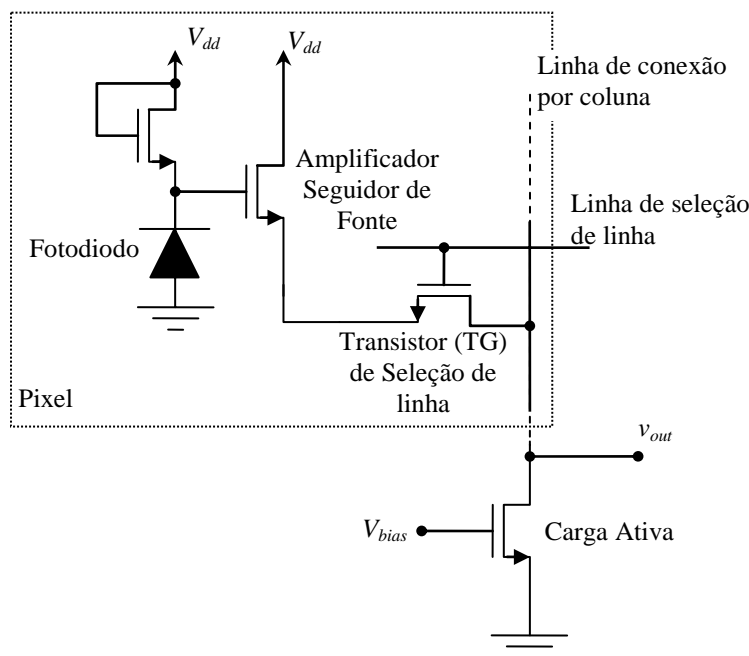 V_dd
V_dd
Linha de conexão
por coluna
Amplificador
Seguidor de
Fonte
Linha de seleção
de linha
Fotodiodo
Transistor (TG)
de Seleção de
linha
Pixel
v_out
V_bias
Carga Ativa